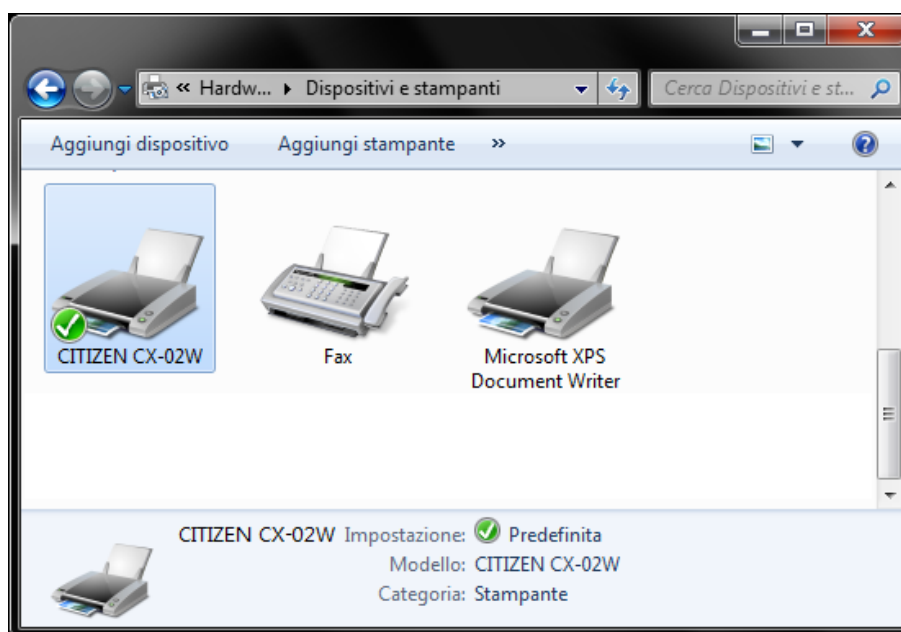 « Hardw... ▸ Dispositivi e stampanti
Cerca Dispositivi e st...
Aggiungi dispositivo Aggiungi stampante »
CITIZEN CX-02W
Fax
Microsoft XPS
Document Writer
CITIZEN CX-02W Impostazione: Predefinita
Modello: CITIZEN CX-02W
Categoria: Stampante